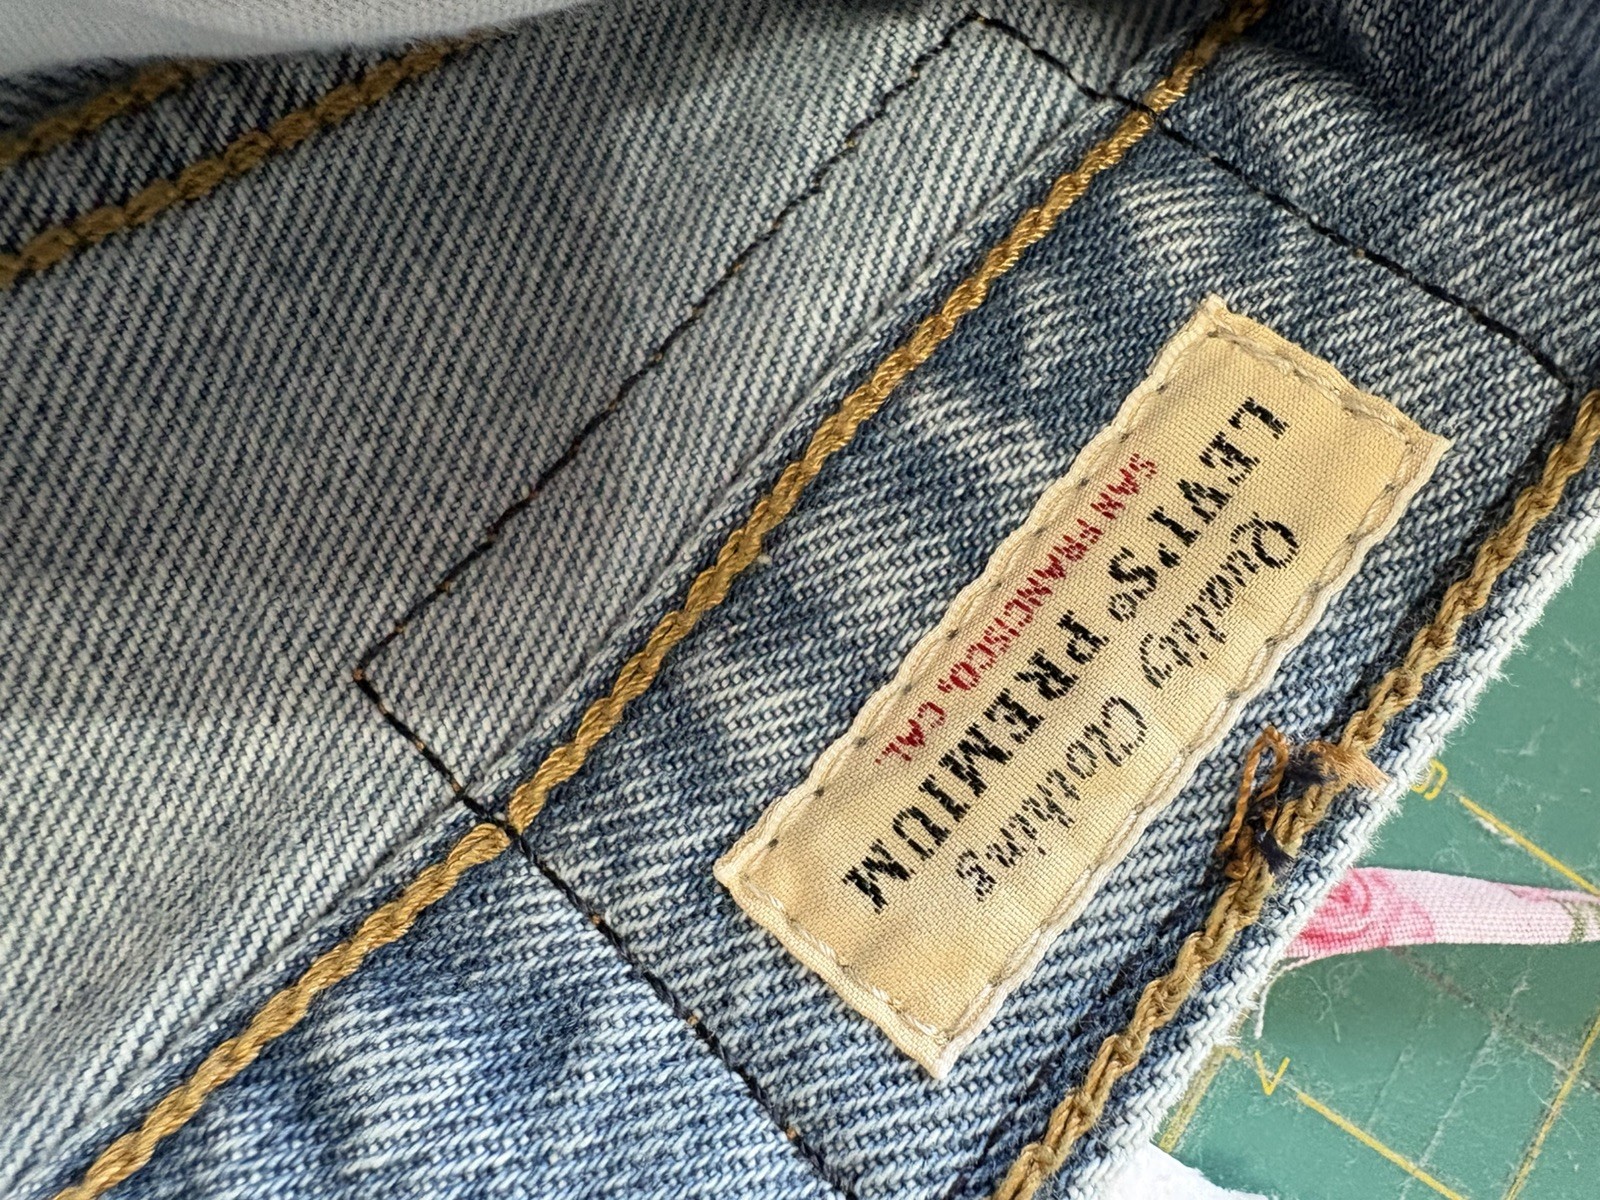 Quality Clothing
LEVI'S® PREMIUM
SAN FRANCISCO, CAL.